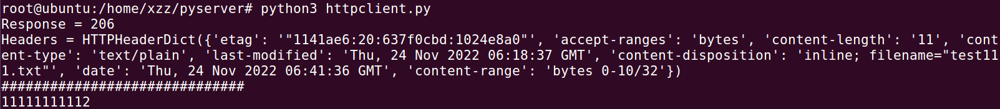 root@ubuntu:/home/xzz/pyserver# python3 httpclient.py
Response = 206
Headers = HTTPHeaderDict({'etag': '"1141ae6:20:637f0cbd:1024e8a0"', 'accept-ranges': 'bytes', 'content-length': '11', 'cont
ent-type': 'text/plain', 'last-modified': 'Thu, 24 Nov 2022 06:18:37 GMT', 'content-disposition': 'inline; filename="test11
1.txt"', 'date': 'Thu, 24 Nov 2022 06:41:36 GMT', 'content-range': 'bytes 0-10/32'})
##############################
11111111112